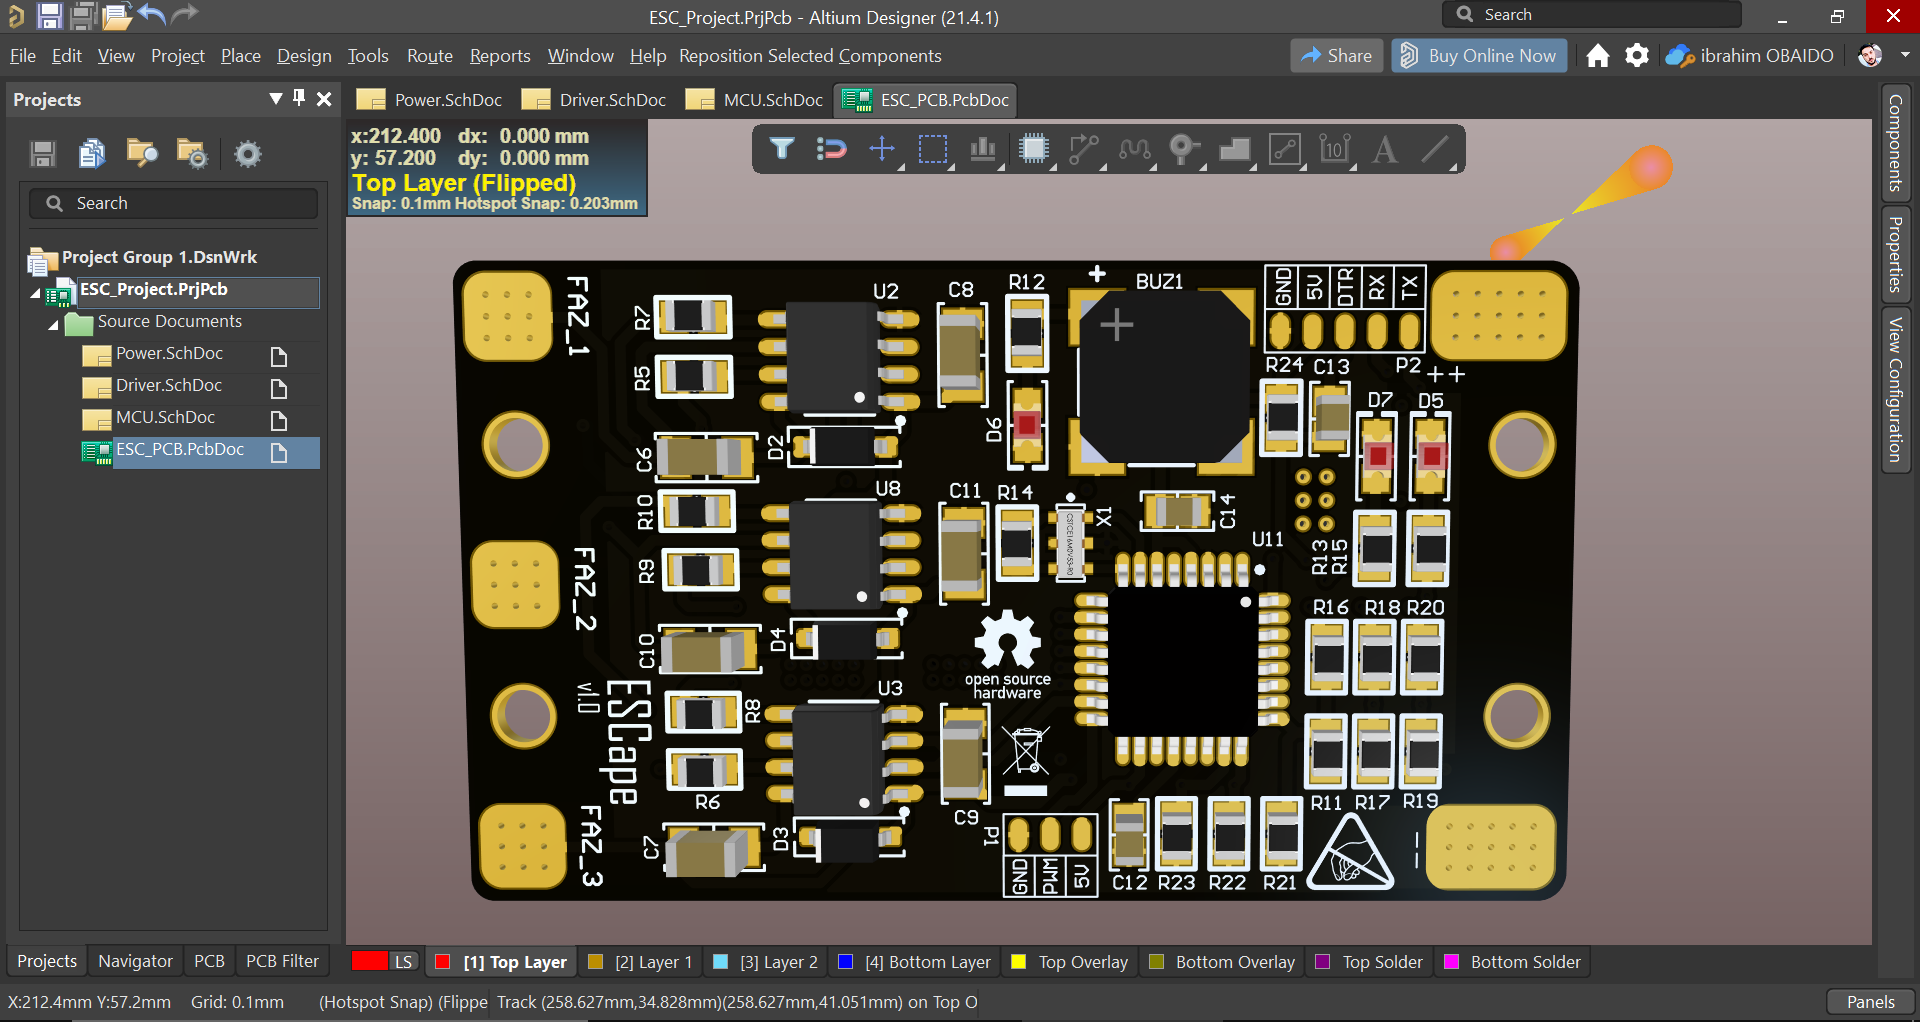 ESC_Project.PrjPcb - Altium Designer (21.4.1)
Search
File Edit View Project Place Design Tools Route Reports Window Help Reposition Selected Components
Share
Buy Online Now
ibrahim OBAIDO
Projects
Power.SchDoc
Driver.SchDoc
MCU.SchDoc
ESC_PCB.PcbDoc
Search
Project Group 1.DsnWrk
ESC_Project.PrjPcb
Source Documents
Power.SchDoc
Driver.SchDoc
MCU.SchDoc
ESC_PCB.PcbDoc
x:212.400 dx: 0.000 mm
y: 57.200 dy: 0.000 mm
Top Layer (Flipped)
Snap: 0.1mm Hotspot Snap: 0.203mm
10
A
Components
Properties
View Configuration
FAZ_1
R7
R5
U2
C8
R12
+
BUZ1
GND
5V
DTR
RX
TX
R24
C13
P2
++
D7
D5
D6
D2
C6
R10
U8
C11
R14
X1
CSTCE16M0V53-R0
C14
U11
R13
R15
FAZ_2
R9
C10
D4
U3
open source
hardware
R16
R18
R20
v1.0
ESCape
R8
R6
C9
R11
R17
R19
FAZ_3
C7
D3
P1
GND
PWM
5V
C12
R23
R22
R21
Projects
Navigator
PCB
PCB Filter
LS
[1] Top Layer
[2] Layer 1
[3] Layer 2
[4] Bottom Layer
Top Overlay
Bottom Overlay
Top Solder
Bottom Solder
X:212.4mm Y:57.2mm Grid: 0.1mm (Hotspot Snap) (Flippe Track (258.627mm,34.828mm)(258.627mm,41.051mm) on Top O
Panels